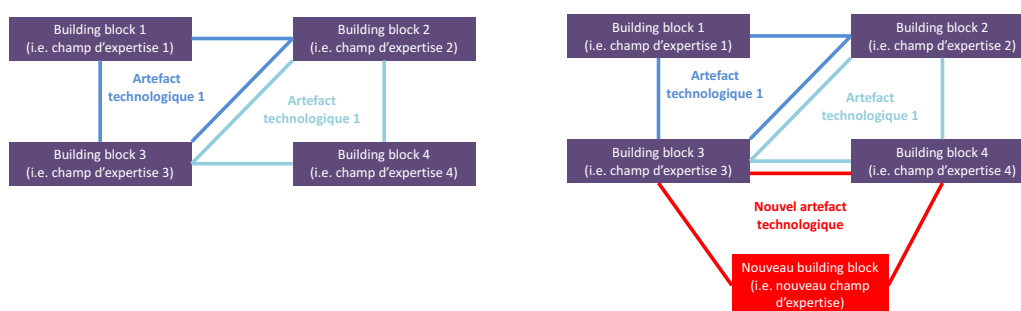 Building block 1
(i.e. champ d'expertise 1)
Building block 2
(i.e. champ d'expertise 2)
Artefact
technologique 1
Artefact
technologique 1
Building block 3
(i.e. champ d'expertise 3)
Building block 4
(i.e. champ d'expertise 4)
Building block 1
(i.e. champ d'expertise 1)
Building block 2
(i.e. champ d'expertise 2)
Artefact
technologique 1
Artefact
technologique 1
Building block 3
(i.e. champ d'expertise 3)
Building block 4
(i.e. champ d'expertise 4)
Nouvel artefact
technologique
Nouveau building block
(i.e. nouveau champ
d'expertise)